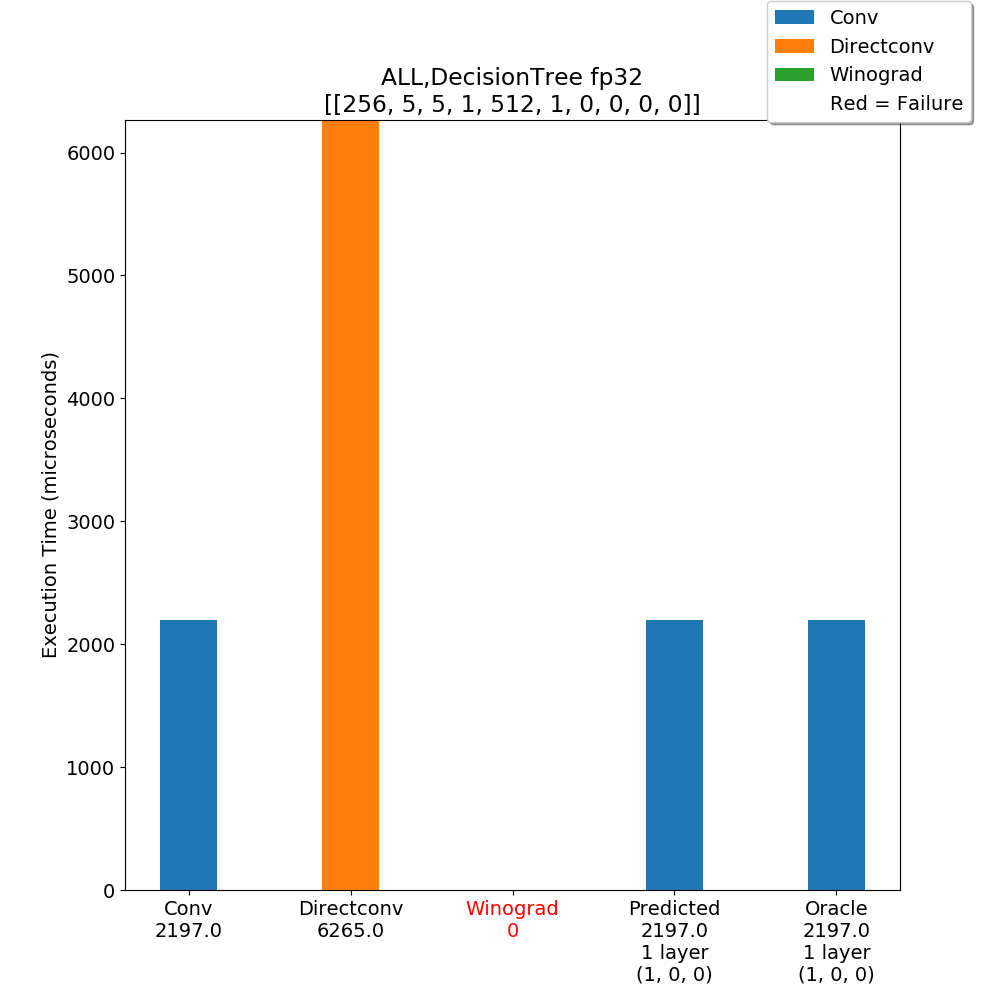 Conv
Directconv
Winograd
Red = Failure
ALL,DecisionTree fp32
[[256, 5, 5, 1, 512, 1, 0, 0, 0, 0]]
Execution Time (microseconds)
6000
5000
4000
3000
2000
1000
0
Conv
2197.0
Directconv
6265.0
Winograd
0
Predicted
2197.0
1 layer
(1, 0, 0)
Oracle
2197.0
1 layer
(1, 0, 0)